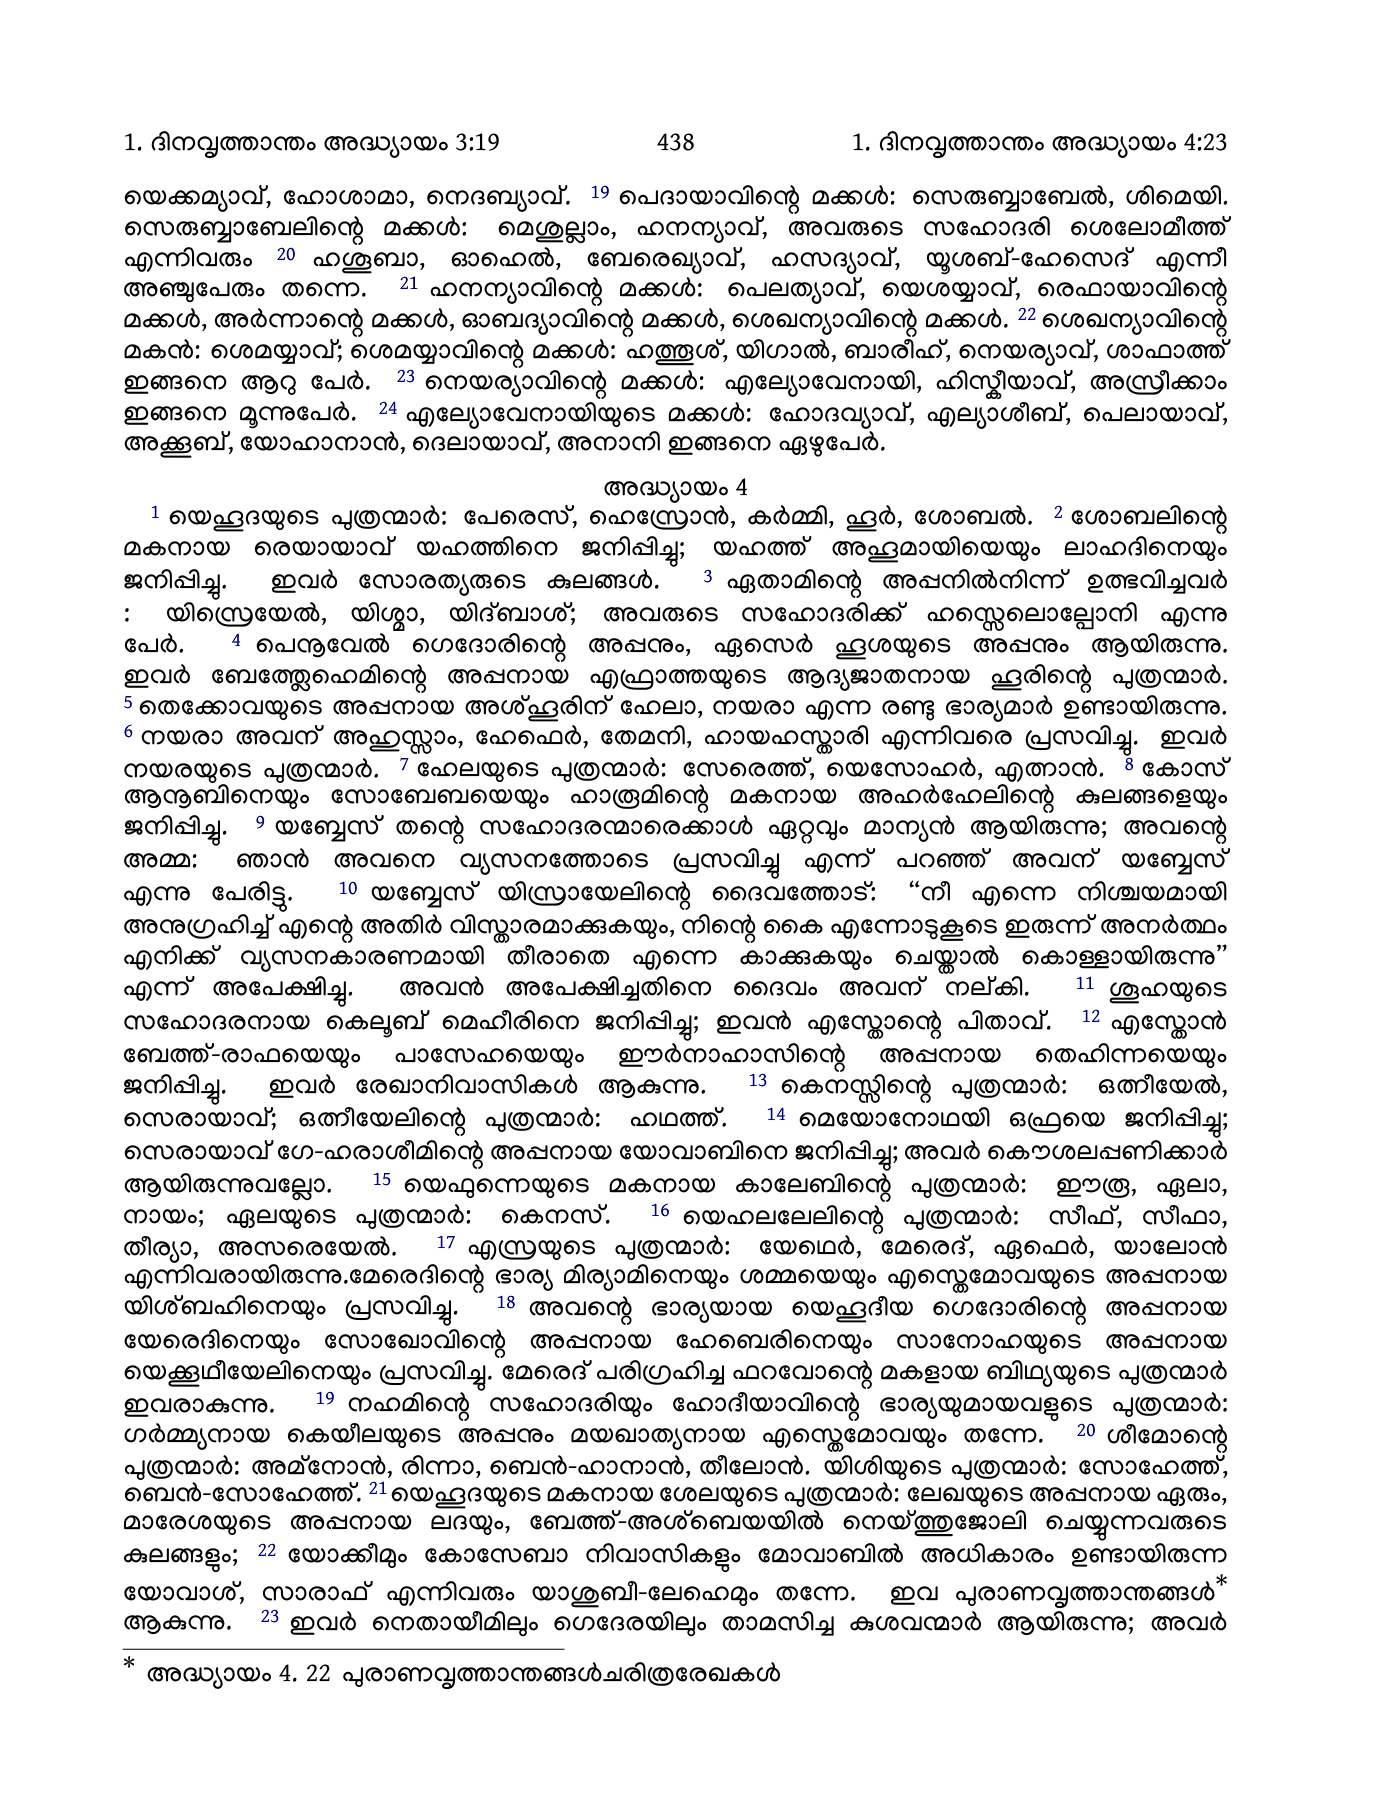 1. ദിനവൃത്താന്തം അദ്ധ്യായം 3:19 438 1. ദിനവൃത്താന്തം അദ്ധ്യായം 4:23
യെക്കമ്യാവ്, ഹോശാമാ, നെദബ്യാവ്. 19 പെദായാവിന്റെ മക്കൾ: സെരുബ്ബാബേൽ, ശിമെയി.
സെരുബ്ബാബേലിന്റെ മക്കൾ: മെശുല്ലാം, ഹനന്യാവ്, അവരുടെ സഹോദരി ശെലോമീത്ത്
എന്നിവരും 20 ഹശൂബാ, ഓഹെൽ, ബേരെഖ്യാവ്, ഹസദ്യാവ്, യൂശബ്-ഹേസെദ് എന്നീ
അഞ്ചുപേരും തന്നെ. 21 ഹനന്യാവിന്റെ മക്കൾ: പെലത്യാവ്, യെശയ്യാവ്, രെഫായാവിന്റെ
മക്കൾ, അർന്നാന്റെ മക്കൾ, ഓബദ്യാവിന്റെ മക്കൾ, ശെഖന്യാവിന്റെ മക്കൾ. 22 ശെഖന്യാവിന്റെ
മകൻ: ശെമയ്യാവ്; ശെമയ്യാവിന്റെ മക്കൾ: ഹത്തൂശ്, യിഗാൽ, ബാരീഹ്, നെയര്യാവ്, ശാഫാത്ത്
ഇങ്ങനെ ആറു പേർ. 23 നെയര്യാവിന്റെ മക്കൾ: എല്യോവേനായി, ഹിസ്കീയാവ്, അസ്രീക്കാം
ഇങ്ങനെ മൂന്നുപേർ. 24 എല്യോവേനായിയുടെ മക്കൾ: ഹോദവ്യാവ്, എല്യാശീബ്, പെലായാവ്,
അക്കൂബ്, യോഹാനാൻ, ദെലായാവ്, അനാനി ഇങ്ങനെ ഏഴുപേർ.
അദ്ധ്യായം 4
1 യെഹൂദയുടെ പുത്രന്മാർ: പേരെസ്, ഹെസ്രോൻ, കർമ്മി, ഹൂർ, ശോബൽ. 2 ശോബലിന്റെ
മകനായ രെയായാവ് യഹത്തിനെ ജനിപ്പിച്ചു; യഹത്ത് അഹൂമായിയെയും ലാഹദിനെയും
ജനിപ്പിച്ചു. ഇവർ സോരത്യരുടെ കുലങ്ങൾ. 3 ഏതാമിന്റെ അപ്പനിൽനിന്ന് ഉത്ഭവിച്ചവർ
: യിസ്രെയേൽ, യിശ്മാ, യിദ്ബാശ്; അവരുടെ സഹോദരിക്ക് ഹസ്സെലൊല്പോനി എന്നു
പേർ. 4 പെനൂവേൽ ഗെദോരിന്റെ അപ്പനും, ഏസെർ ഹൂശയുടെ അപ്പനും ആയിരുന്നു.
ഇവർ ബേത്ത്ലേഹെമിന്റെ അപ്പനായ എഫ്രാത്തയുടെ ആദ്യജാതനായ ഹൂരിന്റെ പുത്രന്മാർ.
5 തെക്കോവയുടെ അപ്പനായ അശ്ഹൂരിന് ഹേലാ, നയരാ എന്ന രണ്ടു ഭാര്യമാർ ഉണ്ടായിരുന്നു.
6 നയരാ അവന് അഹുസ്സാം, ഹേഫെർ, തേമനി, ഹായഹസ്താരി എന്നിവരെ പ്രസവിച്ചു. ഇവർ
നയരയുടെ പുത്രന്മാർ. 7 ഹേലയുടെ പുത്രന്മാർ: സേരെത്ത്, യെസോഹർ, എത്നാൻ. 8 കോസ്
ആനൂബിനെയും സോബേബയെയും ഹാരൂമിന്റെ മകനായ അഹർഹേലിന്റെ കുലങ്ങളെയും
ജനിപ്പിച്ചു. 9 യബ്ബേസ് തന്റെ സഹോദരന്മാരെക്കാൾ ഏറ്റവും മാന്യൻ ആയിരുന്നു; അവന്റെ
അമ്മ: ഞാൻ അവനെ വ്യസനത്തോടെ പ്രസവിച്ചു എന്ന് പറഞ്ഞ് അവന് യബ്ബേസ്
എന്നു പേരിട്ടു. 10 യബ്ബേസ് യിസ്രായേലിന്റെ ദൈവത്തോട്: “നീ എന്നെ നിശ്ചയമായി
അനുഗ്രഹിച്ച് എന്റെ അതിർ വിസ്താരമാക്കുകയും, നിന്റെ കൈ എന്നോടുകൂടെ ഇരുന്ന് അനർത്ഥം
എനിക്ക് വ്യസനകാരണമായി തീരാതെ എന്നെ കാക്കുകയും ചെയ്താൽ കൊള്ളായിരുന്നു”
എന്ന് അപേക്ഷിച്ചു. അവൻ അപേക്ഷിച്ചതിനെ ദൈവം അവന് നല്കി. 11 ശൂഹയുടെ
സഹോദരനായ കെലൂബ് മെഹീരിനെ ജനിപ്പിച്ചു; ഇവൻ എസ്തോന്റെ പിതാവ്. 12 എസ്തോൻ
ബേത്ത്-രാഫയെയും പാസേഹയെയും ഈർനാഹാസിന്റെ അപ്പനായ തെഹിന്നയെയും
ജനിപ്പിച്ചു. ഇവർ രേഖാനിവാസികൾ ആകുന്നു. 13 കെനസ്സിന്റെ പുത്രന്മാർ: ഒത്നീയേൽ,
സെരായാവ്; ഒത്നീയേലിന്റെ പുത്രന്മാർ: ഹഥത്ത്. 14 മെയോനോഥയി ഒഫ്രയെ ജനിപ്പിച്ചു;
സെരായാവ് ഗേ-ഹരാശീമിന്റെ അപ്പനായ യോവാബിനെ ജനിപ്പിച്ചു; അവർ കൌശലപ്പണിക്കാർ
ആയിരുന്നുവല്ലോ. 15 യെഫുന്നെയുടെ മകനായ കാലേബിന്റെ പുത്രന്മാർ: ഈരൂ, ഏലാ,
നായം; ഏലയുടെ പുത്രന്മാർ: കെനസ്. 16 യെഹലലേലിന്റെ പുത്രന്മാർ: സീഫ്, സീഫാ,
തീര്യാ, അസരെയേൽ. 17 എസ്രയുടെ പുത്രന്മാർ: യേഥെർ, മേരെദ്, ഏഫെർ, യാലോൻ
എന്നിവരായിരുന്നു.മേരെദിന്റെ ഭാര്യ മിര്യാമിനെയും ശമ്മയെയും എസ്തെമോവയുടെ അപ്പനായ
യിശ്ബഹിനെയും പ്രസവിച്ചു. 18 അവന്റെ ഭാര്യയായ യെഹൂദീയ ഗെദോരിന്റെ അപ്പനായ
യേരെദിനെയും സോഖോവിന്റെ അപ്പനായ ഹേബെരിനെയും സാനോഹയുടെ അപ്പനായ
യെക്കൂഥീയേലിനെയും പ്രസവിച്ചു. മേരെദ് പരിഗ്രഹിച്ച ഫറവോന്റെ മകളായ ബിഥ്യയുടെ പുത്രന്മാർ
ഇവരാകുന്നു. 19 നഹമിന്റെ സഹോദരിയും ഹോദീയാവിന്റെ ഭാര്യയുമായവളുടെ പുത്രന്മാർ:
ഗർമ്മ്യനായ കെയീലയുടെ അപ്പനും മയഖാത്യനായ എസ്തെമോവയും തന്നേ. 20 ശീമോന്റെ
പുത്രന്മാർ: അമ്നോൻ, രിന്നാ, ബെൻ-ഹാനാൻ, തീലോൻ. യിശിയുടെ പുത്രന്മാർ: സോഹേത്ത്,
ബെൻ-സോഹേത്ത്. 21 യെഹൂദയുടെ മകനായ ശേലയുടെ പുത്രന്മാർ: ലേഖയുടെ അപ്പനായ ഏരും,
മാരേശയുടെ അപ്പനായ ലദയും, ബേത്ത്-അശ്ബെയയിൽ നെയ്ത്തുജോലി ചെയ്യുന്നവരുടെ
കുലങ്ങളും; 22 യോക്കീമും കോസേബാ നിവാസികളും മോവാബിൽ അധികാരം ഉണ്ടായിരുന്ന
യോവാശ്, സാരാഫ് എന്നിവരും യാശുബീ-ലേഹെമും തന്നേ. ഇവ പുരാണവൃത്താന്തങ്ങൾ*
ആകുന്നു. 23 ഇവർ നെതായീമിലും ഗെദേരയിലും താമസിച്ച കുശവന്മാർ ആയിരുന്നു; അവർ
* അദ്ധ്യായം 4. 22 പുരാണവൃത്താന്തങ്ങൾചരിത്രരേഖകൾ